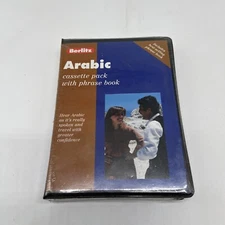 Berlitz
Arabic
cassette pack
with phrase book
Hear Arabic
as it's really
spoken and
travel with
greater
confidence